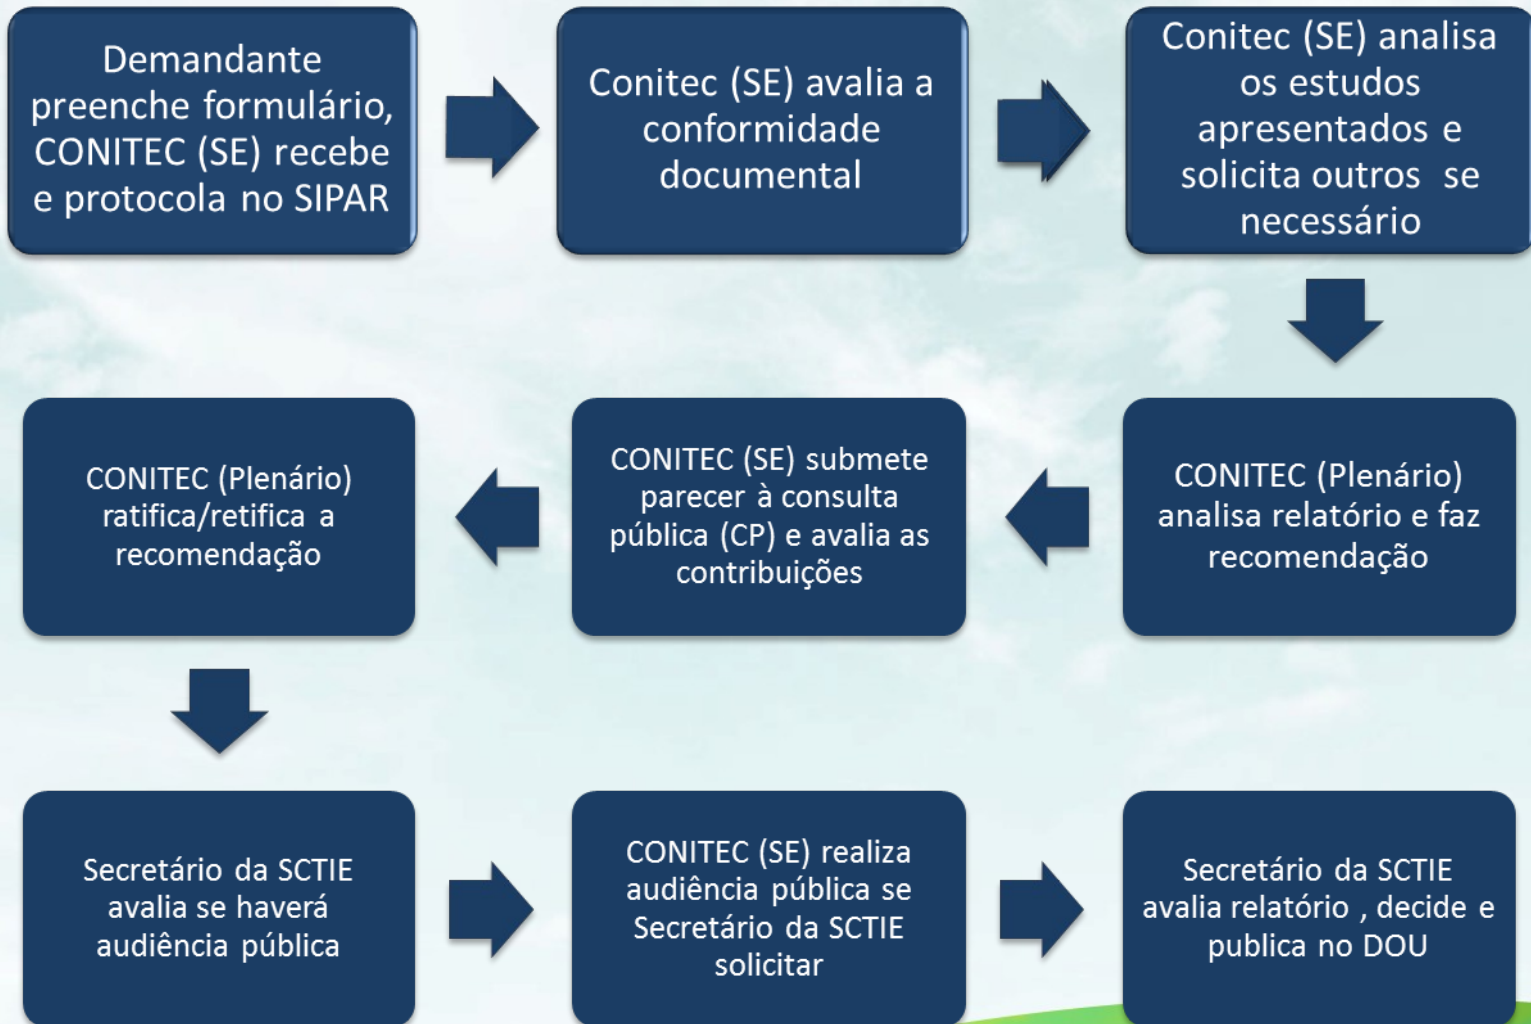 Demandante
preenche formulário,
CONITEC (SE) recebe
e protocola no SIPAR
Conitec (SE) avalia a
conformidade
documental
Conitec (SE) analisa
os estudos
apresentados e
solicita outros se
necessário
CONITEC (Plenário)
analisa relatório e faz
recomendação
CONITEC (SE) submete
parecer à consulta
pública (CP) e avalia as
contribuições
CONITEC (Plenário)
ratifica/retifica a
recomendação
Secretário da SCTIE
avalia se haverá
audiência pública
CONITEC (SE) realiza
audiência pública se
Secretário da SCTIE
solicitar
Secretário da SCTIE
avalia relatório , decide e
publica no DOU